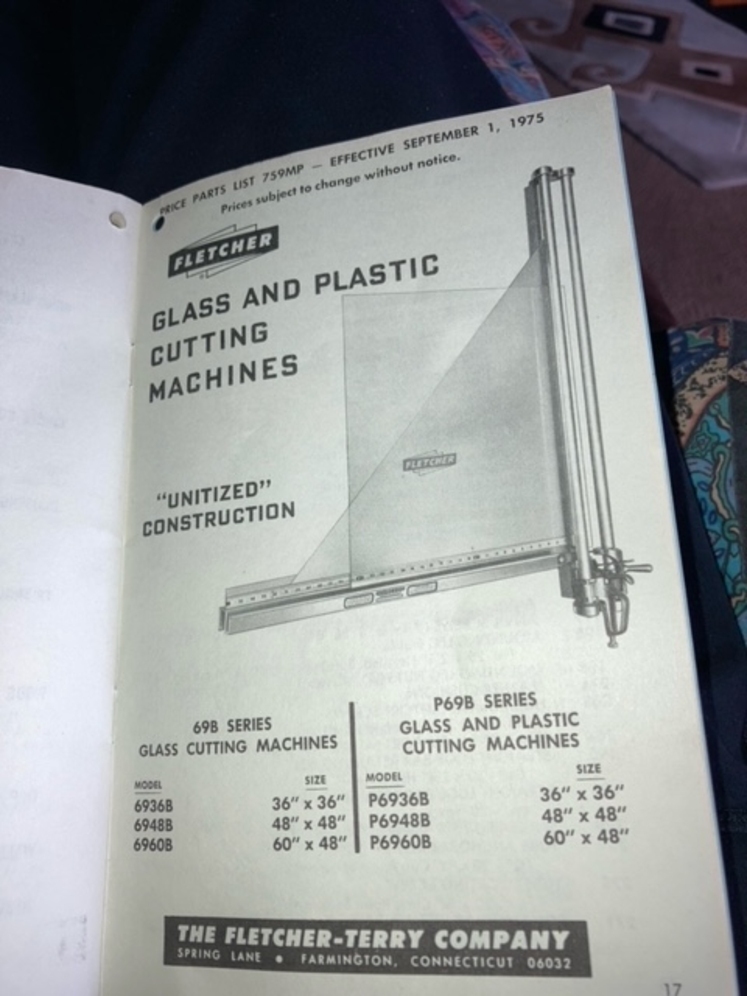 PRICE PARTS LIST 759MP — EFFECTIVE SEPTEMBER 1, 1975
Prices subject to change without notice.
FLETCHER
GLASS AND PLASTIC
CUTTING
MACHINES
FLETCHER
"UNITIZED"
CONSTRUCTION
69B SERIES
GLASS CUTTING MACHINES
MODEL SIZE
6936B 36" x 36"
6948B 48" x 48"
6960B 60" x 48"
P69B SERIES
GLASS AND PLASTIC
CUTTING MACHINES
MODEL SIZE
P6936B 36" x 36"
P6948B 48" x 48"
P6960B 60" x 48"
THE FLETCHER-TERRY COMPANY
SPRING LANE • FARMINGTON, CONNECTICUT 06032
17